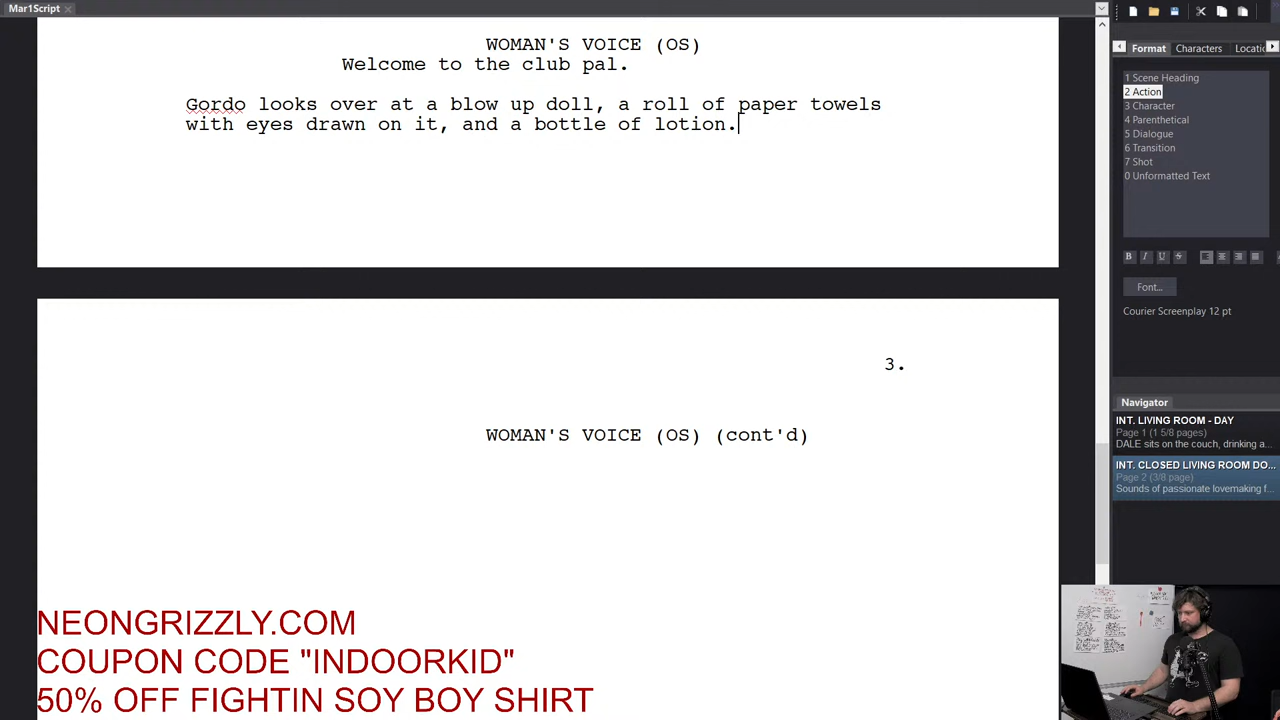 Mar1Script
WOMAN'S VOICE (OS)
Welcome to the club pal.
Gordo looks over at a blow up doll, a roll of paper towels
with eyes drawn on it, and a bottle of lotion.
3.
WOMAN'S VOICE (OS) (cont'd)
NEONGRIZZLY.COM
COUPON CODE "INDOORKID"
50% OFF FIGHTIN SOY BOY SHIRT
Format Characters Locati
1 Scene Heading
2 Action
3 Character
4 Parenthetical
5 Dialogue
6 Transition
7 Shot
0 Unformatted Text
B I U S
Font...
Courier Screenplay 12 pt
Navigator
INT. LIVING ROOM - DAY
Page 1 (1 5/8 pages)
DALE sits on the couch, drinking a...
INT. CLOSED LIVING ROOM DO...
Page 2 (3/8 page)
Sounds of passionate lovemaking f...